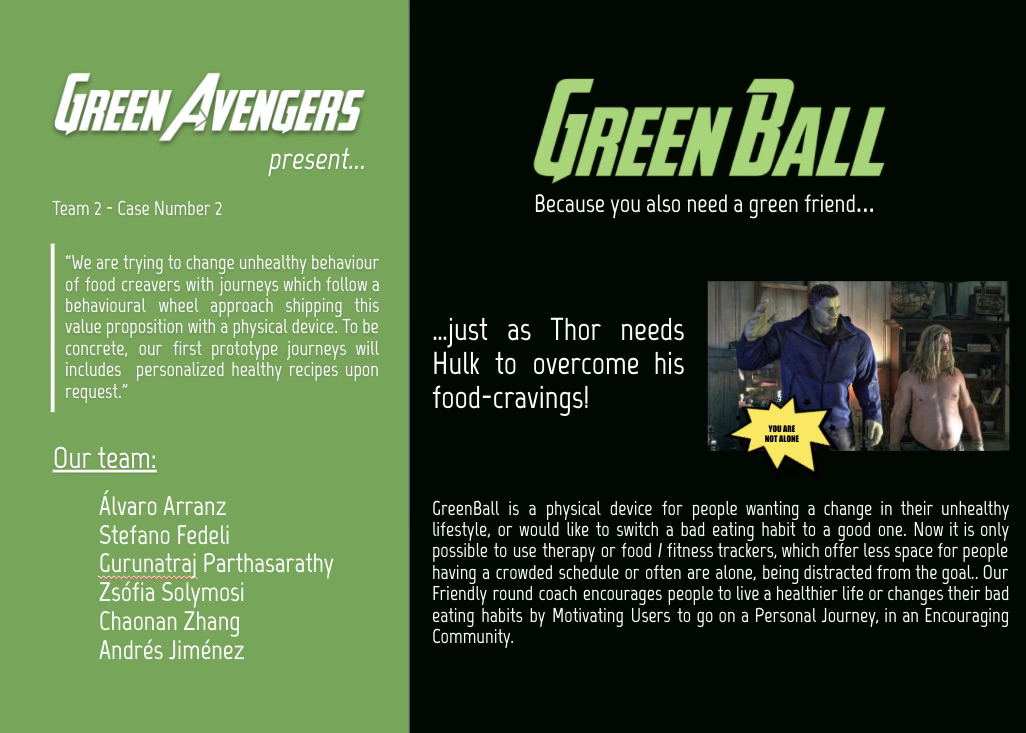 GREEN AVENGERS
present...
Team 2 - Case Number 2
“We are trying to change unhealthy behaviour
of food creavers with journeys which follow a
behavioural wheel approach shipping this
value proposition with a physical device. To be
concrete, our first prototype journeys will
includes personalized healthy recipes upon
request.”
Our team:
Álvaro Arranz
Stefano Fedeli
Gurunatraj Parthasarathy
Zsófia Solymosi
Chaonan Zhang
Andrés Jiménez
GREEN BALL
Because you also need a green friend...
...just as Thor needs
Hulk to overcome his
food-cravings!
YOU ARE
NOT ALONE
GreenBall is a physical device for people wanting a change in their unhealthy
lifestyle, or would like to switch a bad eating habit to a good one. Now it is only
possible to use therapy or food / fitness trackers, which offer less space for people
having a crowded schedule or often are alone, being distracted from the goal.. Our
Friendly round coach encourages people to live a healthier life or changes their bad
eating habits by Motivating Users to go on a Personal Journey, in an Encouraging
Community.